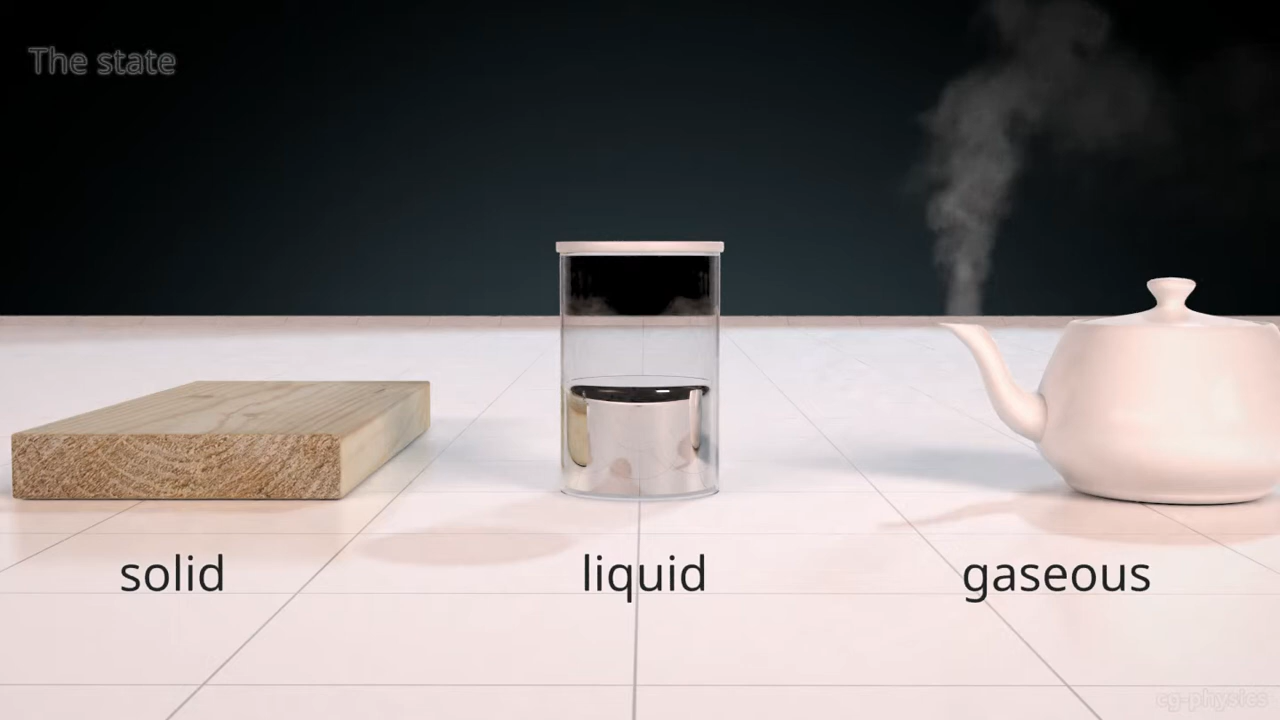 The state
solid
liquid
gaseous
cg-physics